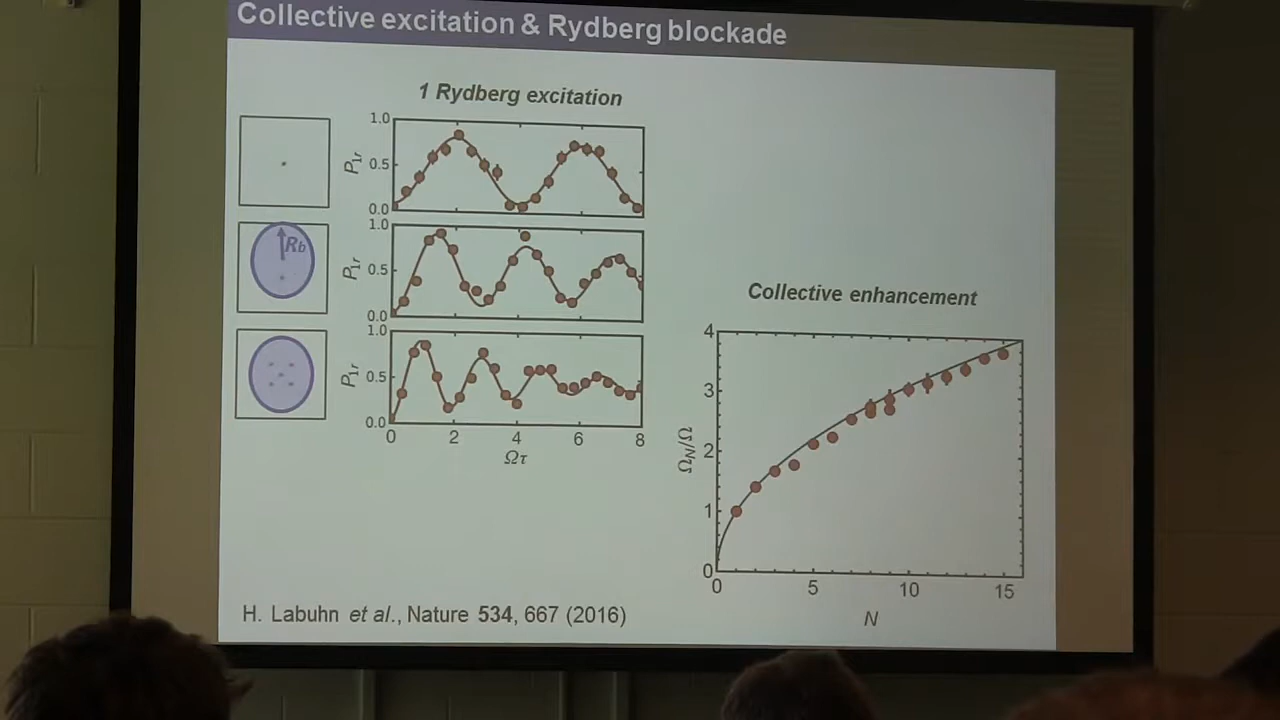 Collective excitation & Rydberg blockade
1 Rydberg excitation
1.0
P1r
0.5
0.0
Rb
1.0
P1r
0.5
0.0
1.0
P1r
0.5
0.0
0 2 4 6 8
Ωτ
Collective enhancement
4
3
ΩN/Ω
2
1
0
0 5 10 15
N
H. Labuhn et al., Nature 534, 667 (2016)